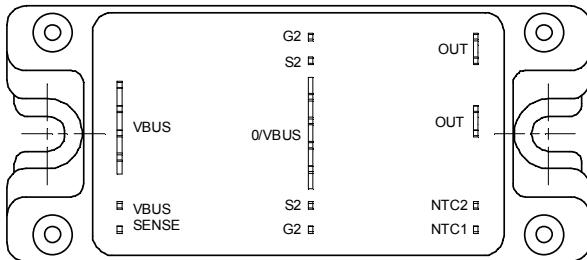 G2
S2
OUT
VBUS
0/VBUS
OUT
VBUS
SENSE
S2
G2
NTC2
NTC1